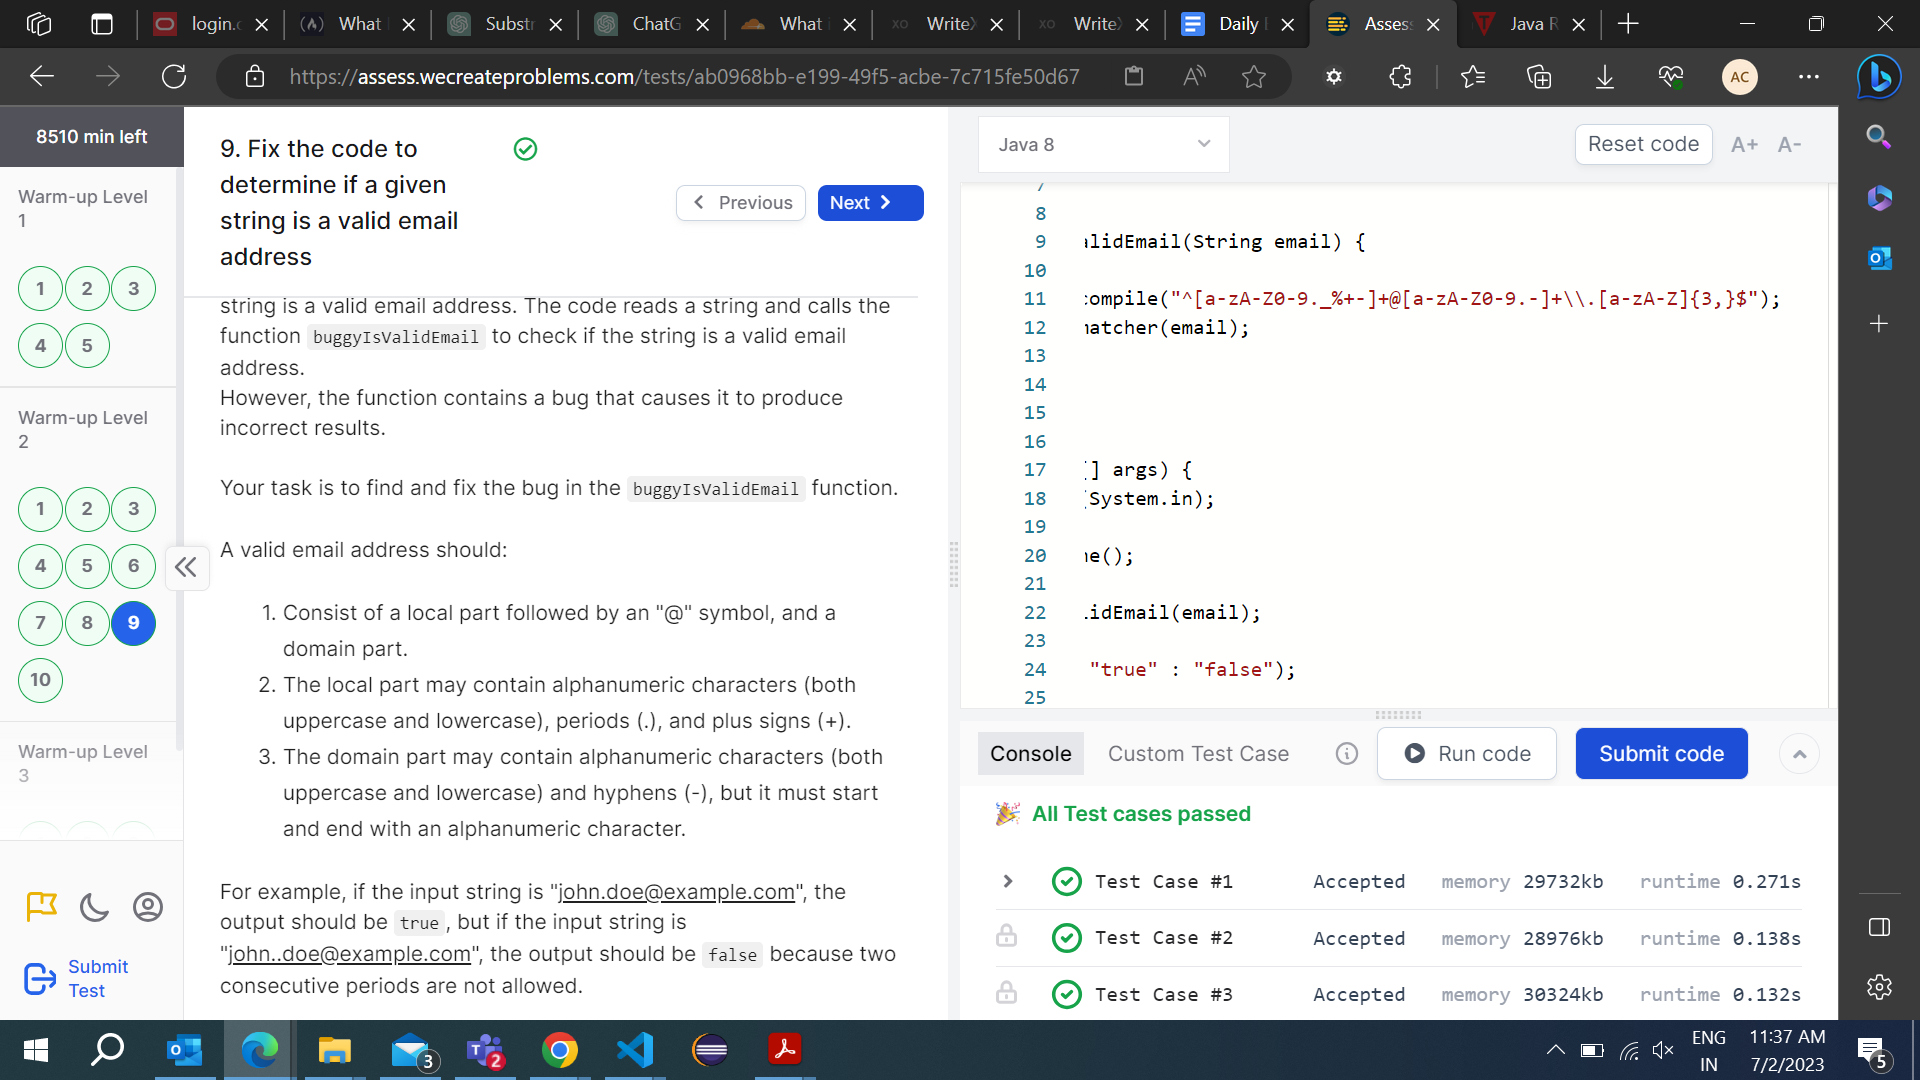 login.c
What
Substr
ChatG
What i
WriteX
WriteX
Daily E
Asses
Java R
https://assess.wecreateproblems.com/tests/ab0968bb-e199-49f5-acbe-7c715fe50d67
AC
8510 min left
Warm-up Level
1
1 2 3
4 5
Warm-up Level
2
1 2 3
4 5 6
7 8 9
10
Warm-up Level
3
Submit
Test
9. Fix the code to
determine if a given
string is a valid email
address
Previous
Next
string is a valid email address. The code reads a string and calls the
function buggyIsValidEmail to check if the string is a valid email
address.
However, the function contains a bug that causes it to produce
incorrect results.
Your task is to find and fix the bug in the buggyIsValidEmail function.
A valid email address should:
1. Consist of a local part followed by an "@" symbol, and a
domain part.
2. The local part may contain alphanumeric characters (both
uppercase and lowercase), periods (.), and plus signs (+).
3. The domain part may contain alphanumeric characters (both
uppercase and lowercase) and hyphens (-), but it must start
and end with an alphanumeric character.
For example, if the input string is "john.doe@example.com", the
output should be true, but if the input string is
"john..doe@example.com", the output should be false because two
consecutive periods are not allowed.
Java 8
Reset code
A+ A-
7
8
9 alidEmail(String email) {
10
11 compile("^[a-zA-Z0-9._%+-]+@[a-zA-Z0-9.-]+\\.[a-zA-Z]{3,}$");
12 matcher(email);
13
14
15
16
17 [] args) {
18 (System.in);
19
20 ne();
21
22 lidEmail(email);
23
24 "true" : "false");
25
Console
Custom Test Case
Run code
Submit code
All Test cases passed
Test Case #1 Accepted memory 29732kb runtime 0.271s
Test Case #2 Accepted memory 28976kb runtime 0.138s
Test Case #3 Accepted memory 30324kb runtime 0.132s
3
2
ENG
IN
11:37 AM
7/2/2023
5